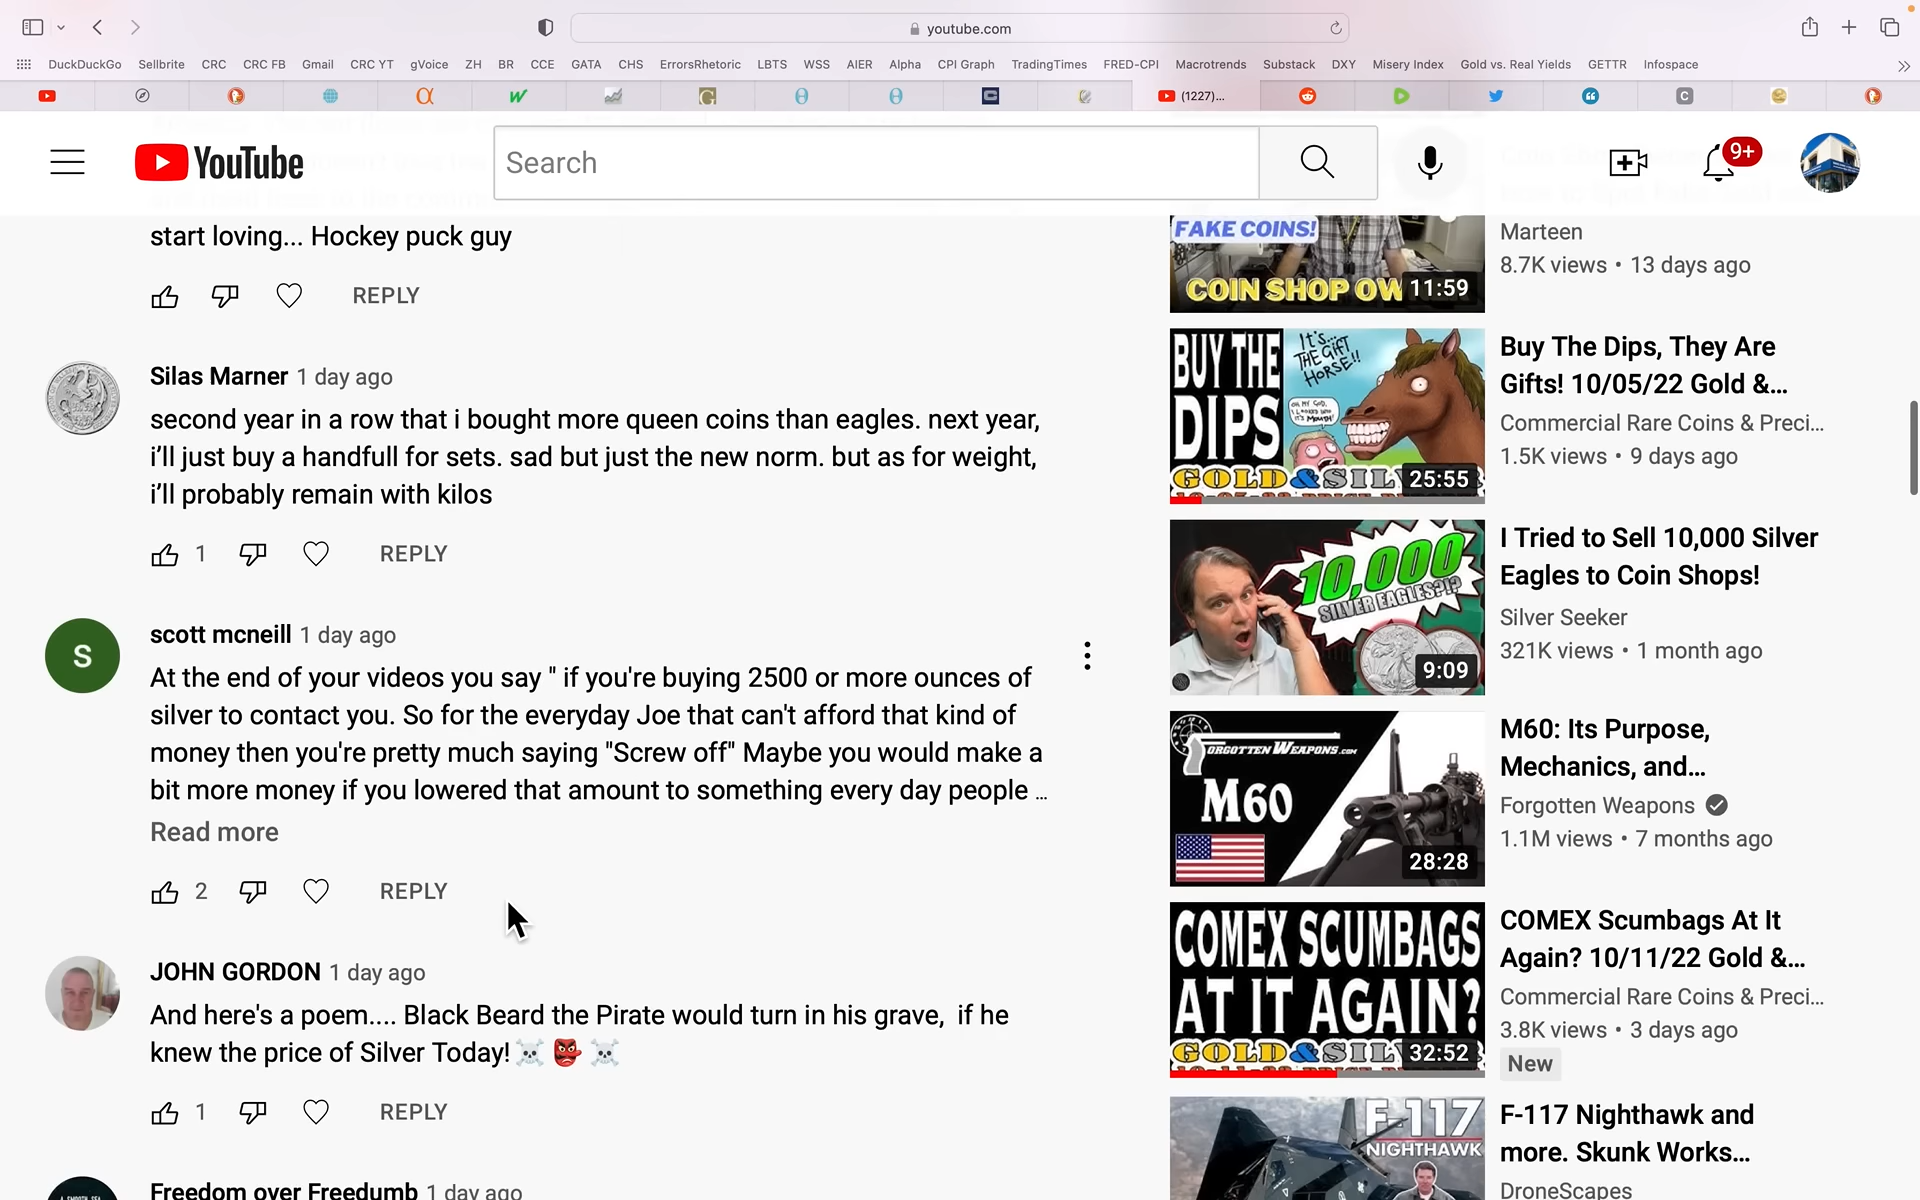 youtube.com
DuckDuckGo Sellbrite CRC CRC FB Gmail CRC YT gVoice ZH BR CCE GATA CHS ErrorsRhetoric LBTS WSS AIER Alpha CPI Graph TradingTimes FRED-CPI Macrotrends Substack DXY Misery Index Gold vs. Real Yields GETTR Infospace
(1227)...
YouTube
Search
9+
start loving... Hockey puck guy
REPLY
Silas Marner 1 day ago
second year in a row that i bought more queen coins than eagles. next year,
i’ll just buy a handfull for sets. sad but just the new norm. but as for weight,
i’ll probably remain with kilos
1 REPLY
S
scott mcneill 1 day ago
At the end of your videos you say " if you're buying 2500 or more ounces of
silver to contact you. So for the everyday Joe that can't afford that kind of
money then you're pretty much saying "Screw off" Maybe you would make a
bit more money if you lowered that amount to something every day people ...
Read more
2 REPLY
JOHN GORDON 1 day ago
And here's a poem.... Black Beard the Pirate would turn in his grave, if he
knew the price of Silver Today!☠️ 👺 ☠️
1 REPLY
Freedom over Freedumb 1 day ago
FAKE COINS!
COIN SHOP OW
11:59
Marteen
8.7K views • 13 days ago
BUY THE
DIPS
IT'S..
THE GIFT
HORSE!!
GOLD&SIL
25:55
Buy The Dips, They Are
Gifts! 10/05/22 Gold &...
Commercial Rare Coins & Preci...
1.5K views • 9 days ago
10,000
SILVER EAGLES?!?
9:09
I Tried to Sell 10,000 Silver
Eagles to Coin Shops!
Silver Seeker
321K views • 1 month ago
FORGOTTEN WEAPONS.COM
M60
28:28
M60: Its Purpose,
Mechanics, and...
Forgotten Weapons
1.1M views • 7 months ago
COMEX SCUMBAGS
AT IT AGAIN?
GOLD&SIL
32:52
COMEX Scumbags At It
Again? 10/11/22 Gold &...
Commercial Rare Coins & Preci...
3.8K views • 3 days ago
New
F-117
NIGHTHAWK
F-117 Nighthawk and
more. Skunk Works...
DroneScapes